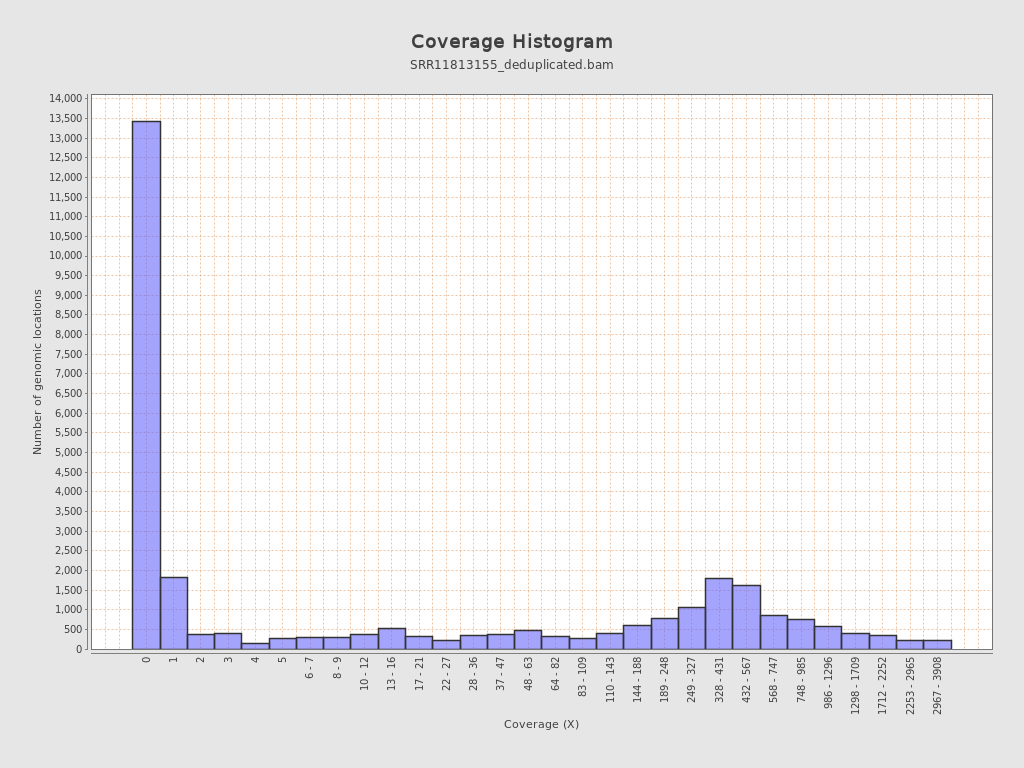 Coverage Histogram
SRR11813155_deduplicated.bam
14,000
13,500
13,000
12,500
12,000
11,500
11,000
10,500
10,000
9,500
9,000
8,500
8,000
7,500
7,000
6,500
6,000
5,500
5,000
4,500
4,000
3,500
3,000
2,500
2,000
1,500
1,000
500
0
Number of genomic locations
0
1
2
3
4
5
6 - 7
8 - 9
10 - 12
13 - 16
17 - 21
22 - 27
28 - 36
37 - 47
48 - 63
64 - 82
83 - 109
110 - 143
144 - 188
189 - 248
249 - 327
328 - 431
432 - 567
568 - 747
748 - 985
986 - 1296
1298 - 1709
1712 - 2252
2253 - 2965
2967 - 3908
Coverage (X)